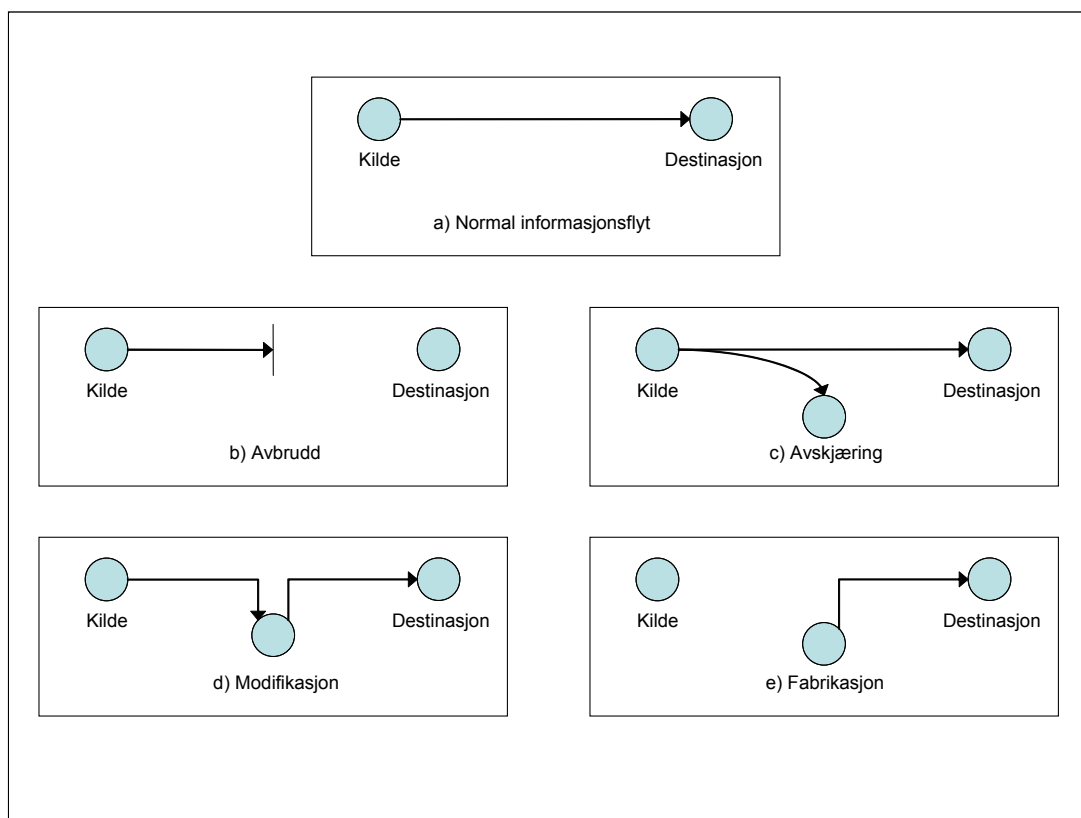 Kilde
Destinasjon
a) Normal informasjonsflyt
Kilde
Destinasjon
b) Avbrudd
Kilde
Destinasjon
c) Avskjæring
Kilde
Destinasjon
d) Modifikasjon
Kilde
Destinasjon
e) Fabrikasjon